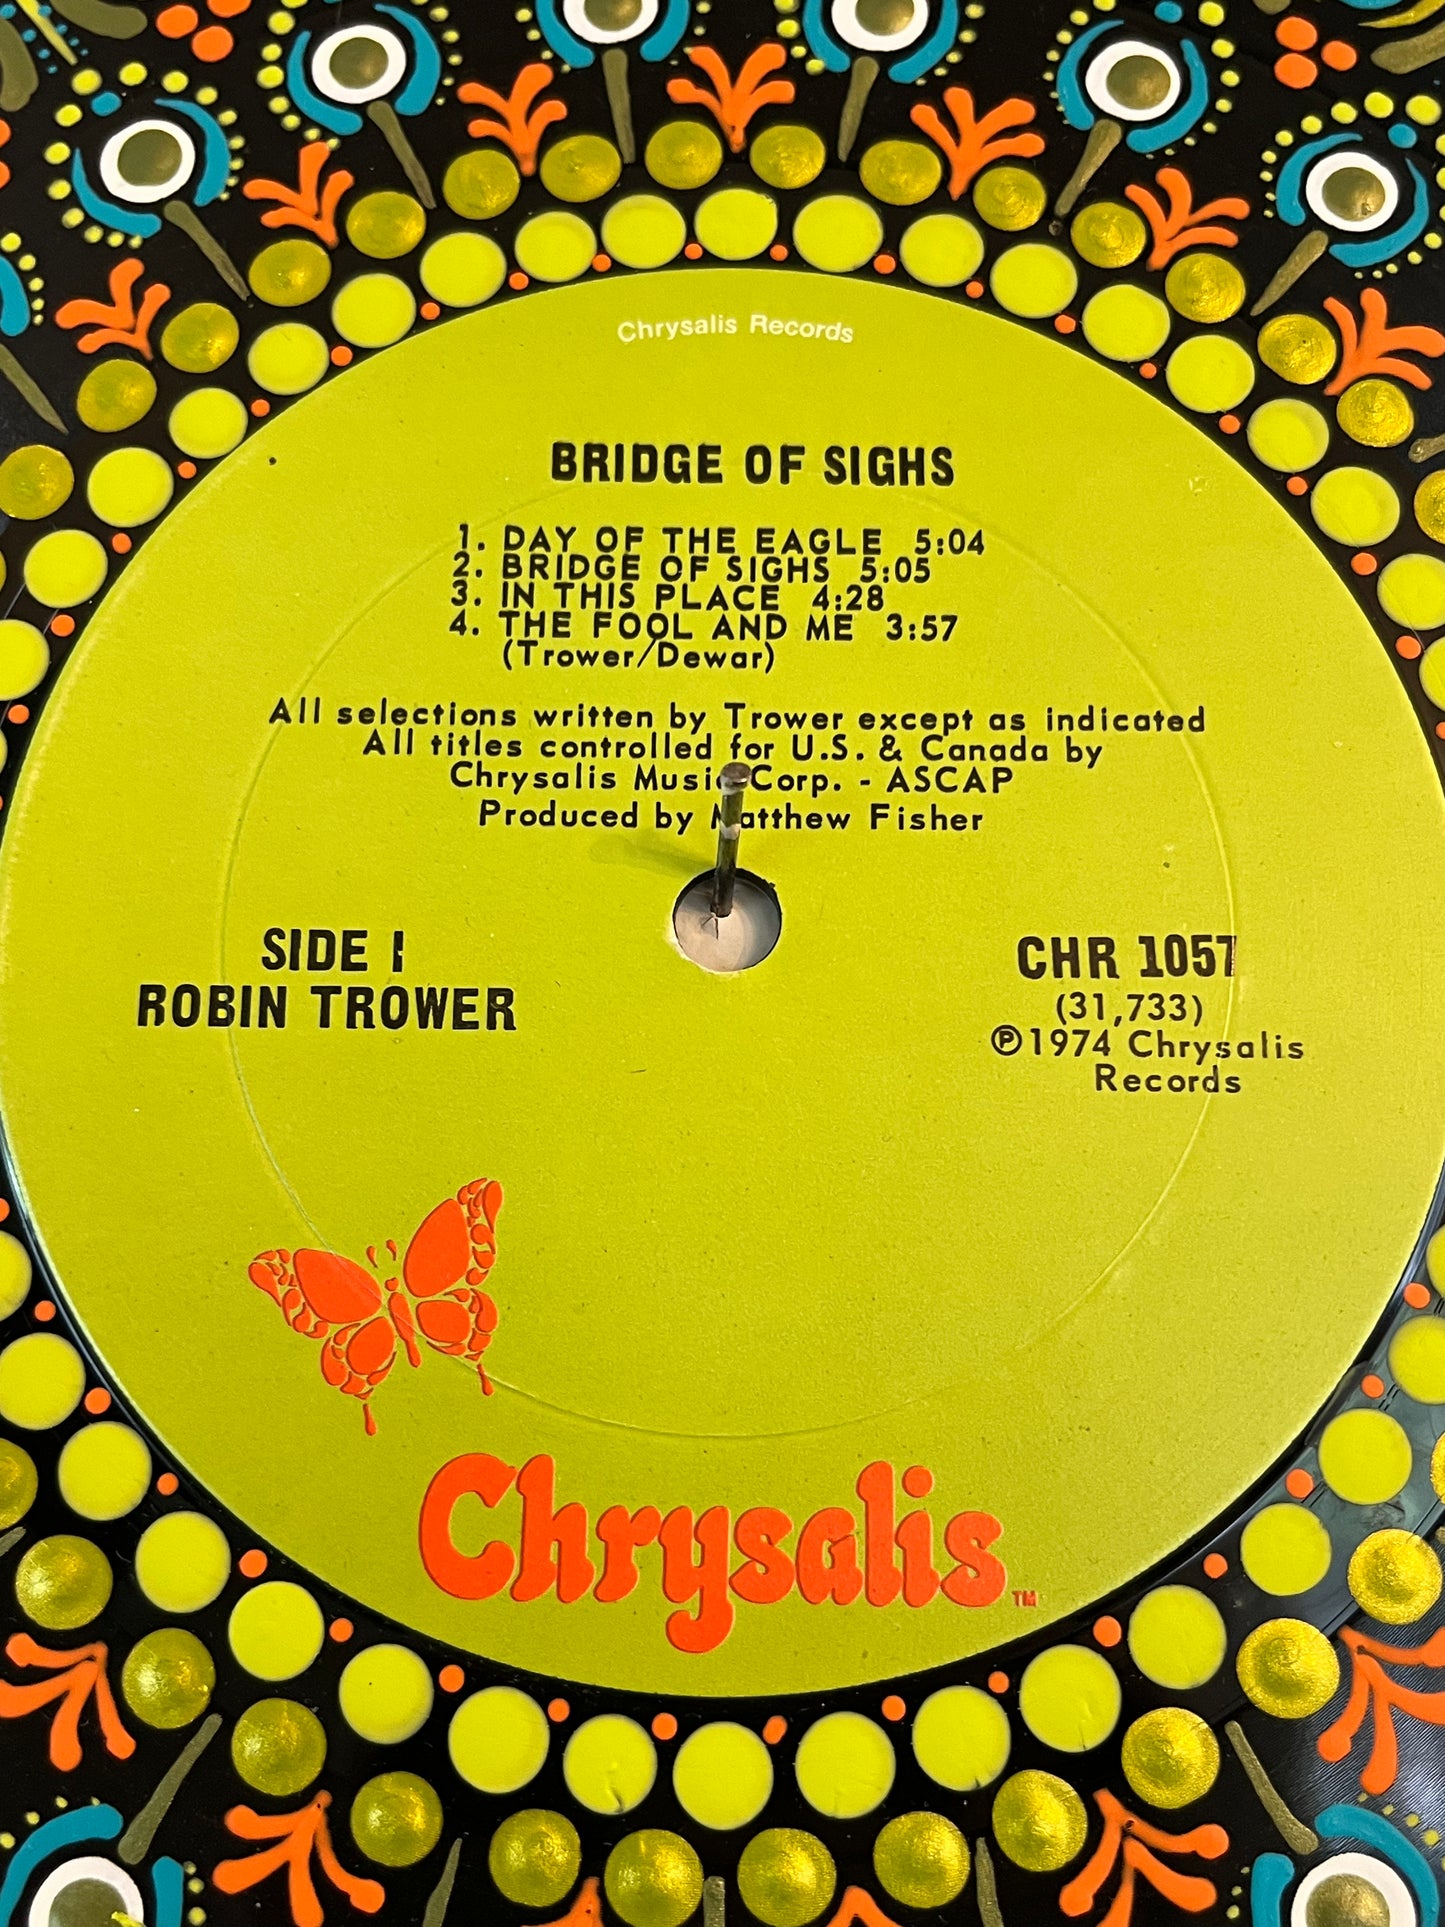 Chrysalis Records
BRIDGE OF SIGHS
1. DAY OF THE EAGLE 5:04
2. BRIDGE OF SIGHS 5:05
3. IN THIS PLACE 4:28
4. THE FOOL AND ME 3:57
(Trower/Dewar)
All selections written by Trower except as indicated
All titles controlled for U.S. & Canada by
Chrysalis Music Corp. - ASCAP
Produced by Matthew Fisher
SIDE 1
ROBIN TROWER
CHR 1057
(31,733)
℗1974 Chrysalis
Records
Chrysalis™